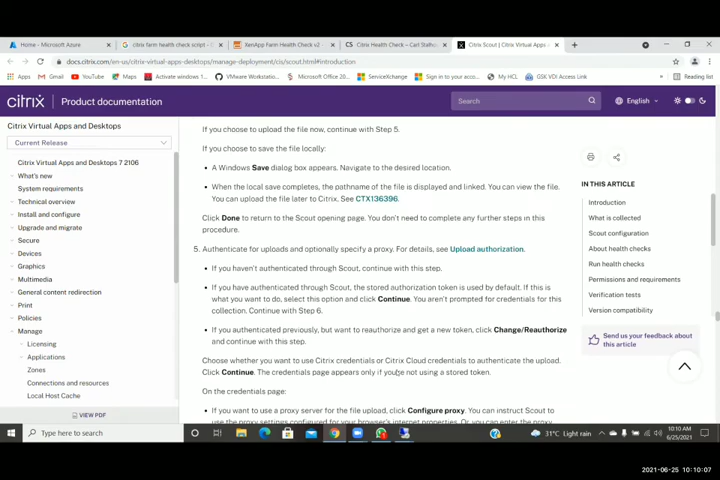 Home - Microsoft Azure
citrix farm health check script -
XenApp Farm Health Check v2
Citrix Health Check – Carl Stalho
Citrix Scout | Citrix Virtual Apps
docs.citrix.com/en-us/citrix-virtual-apps-desktops/manage-deployment/cis/scout.html#introduction
Apps
Gmail
YouTube
Maps
Activate windows 1...
VMware Workstatio...
Microsoft Office 20...
ServiceXchange
Sign in to your acco...
My HCL
GSK VDI Access Link
Reading list
citrix
Product documentation
Search
English
Citrix Virtual Apps and Desktops
Current Release
Citrix Virtual Apps and Desktops 7 2106
What's new
System requirements
Technical overview
Install and configure
Upgrade and migrate
Secure
Devices
Graphics
Multimedia
General content redirection
Print
Policies
Manage
Licensing
Applications
Zones
Connections and resources
Local Host Cache
VIEW PDF
If you choose to upload the file now, continue with Step 5.
If you choose to save the file locally:
• A Windows Save dialog box appears. Navigate to the desired location.
• When the local save completes, the pathname of the file is displayed and linked. You can view the file.
You can upload the file later to Citrix. See CTX136396.
Click Done to return to the Scout opening page. You don't need to complete any further steps in this
procedure.
5. Authenticate for uploads and optionally specify a proxy. For details, see Upload authorization.
• If you haven't authenticated through Scout, continue with this step.
• If you have authenticated through Scout, the stored authorization token is used by default. If this is
what you want to do, select this option and click Continue. You aren't prompted for credentials for this
collection. Continue with Step 6.
• If you authenticated previously, but want to reauthorize and get a new token, click Change/Reauthorize
and continue with this step.
Choose whether you want to use Citrix credentials or Citrix Cloud credentials to authenticate the upload.
Click Continue. The credentials page appears only if you're not using a stored token.
On the credentials page:
• If you want to use a proxy server for the file upload, click Configure proxy. You can instruct Scout to
use the proxy settings configured for your browser's internet properties. Or you can enter the proxy
IN THIS ARTICLE
Introduction
What is collected
Scout configuration
About health checks
Run health checks
Permissions and requirements
Verification tests
Version compatibility
Send us your feedback about
this article
Type here to search
31°C Light rain
10:10 AM
6/25/2021
2021-06-25 10:10:07